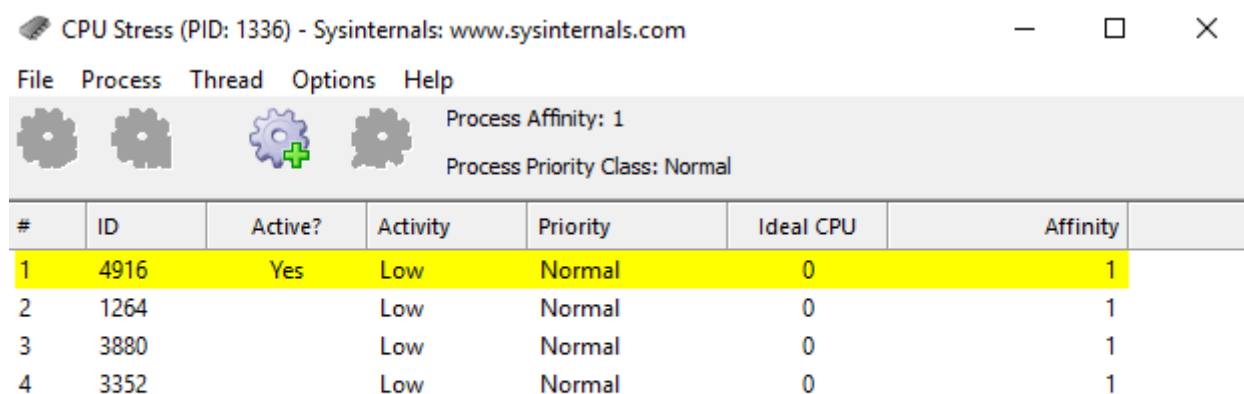 CPU Stress (PID: 1336) - Sysinternals: www.sysinternals.com
File Process Thread Options Help
Process Affinity: 1
Process Priority Class: Normal
# ID Active? Activity Priority Ideal CPU Affinity
1 4916 Yes Low Normal 0 1
2 1264 Low Normal 0 1
3 3880 Low Normal 0 1
4 3352 Low Normal 0 1